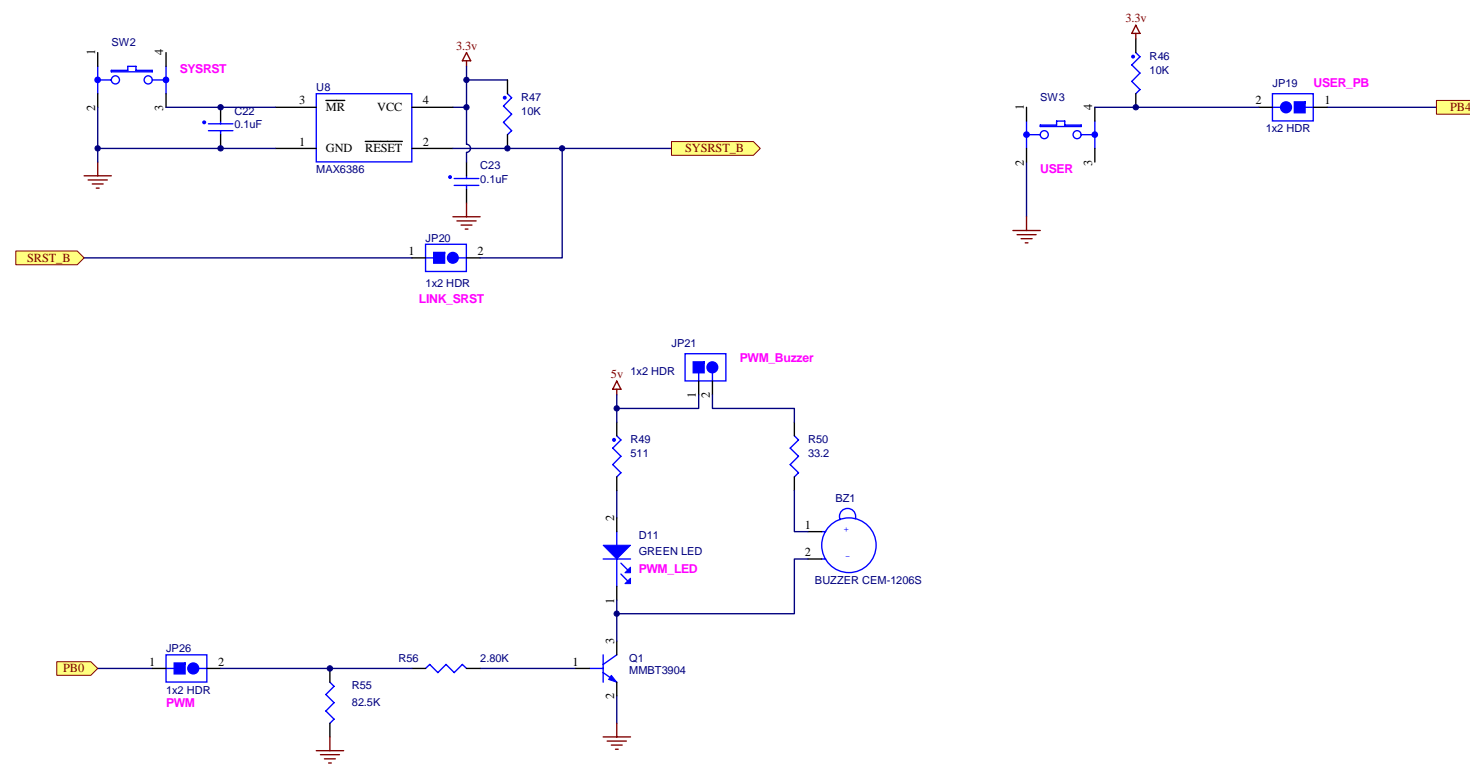 SW2
1
4
SYSRST
2
3
C22
0.1uF
U8
3
MR
VCC
4
1
GND
RESET
2
MAX6386
3.3v
R47
10K
C23
0.1uF
SYSRST_B
SRST_B
1
JP20
2
1x2 HDR
LINK_SRST
3.3v
R46
10K
SW3
1
4
2
3
USER
JP19
USER_PB
2
1
1x2 HDR
PB4
JP21
PWM_Buzzer
1x2 HDR
5v
1
2
R49
511
R50
33.2
2
D11
GREEN LED
PWM_LED
1
BZ1
1
+
2
-
BUZZER CEM-1206S
PB0
1
JP26
2
1x2 HDR
PWM
R55
82.5K
R56
2.80K
1
3
Q1
MMBT3904
2